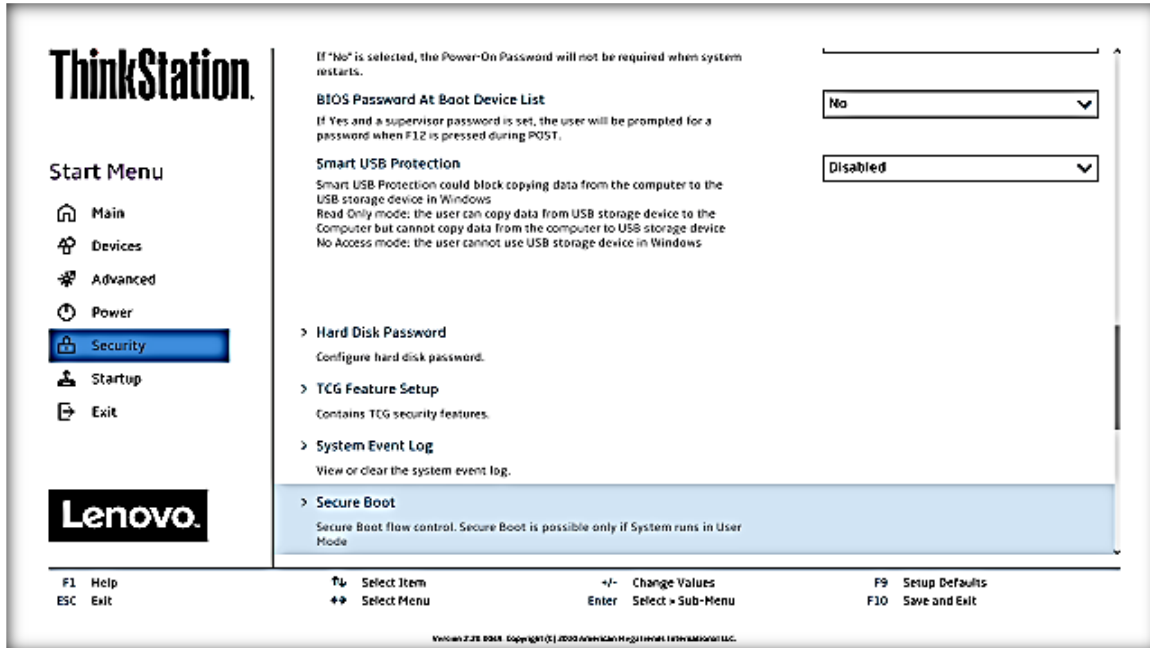 ThinkStation
Start Menu
Main
Devices
Advanced
Power
Security
Startup
Exit
Lenovo.
If "No" is selected, the Power-On Password will not be required when system
restarts.
BIOS Password At Boot Device List
No
If Yes and a supervisor password is set, the user will be prompted for a
password when F12 is pressed during POST.
Smart USB Protection
Disabled
Smart USB Protection could block copying data from the computer to the
USB storage device in Windows
Read Only mode: the user can copy data from USB storage device to the
Computer but cannot copy data from the computer to USB storage device
No Access mode: the user cannot use USB storage device in Windows
> Hard Disk Password
Configure hard disk password.
> TCG Feature Setup
Contains TCG security features.
> System Event Log
View or clear the system event log.
> Secure Boot
Secure Boot flow control. Secure Boot is possible only if System runs in User
Mode
F1 Help ↑↓ Select Item +/- Change Values F9 Setup Defaults
ESC Exit ←→ Select Menu Enter Select > Sub-Menu F10 Save and Exit
Copyright (C) 2020 American Megatrends International LLC.